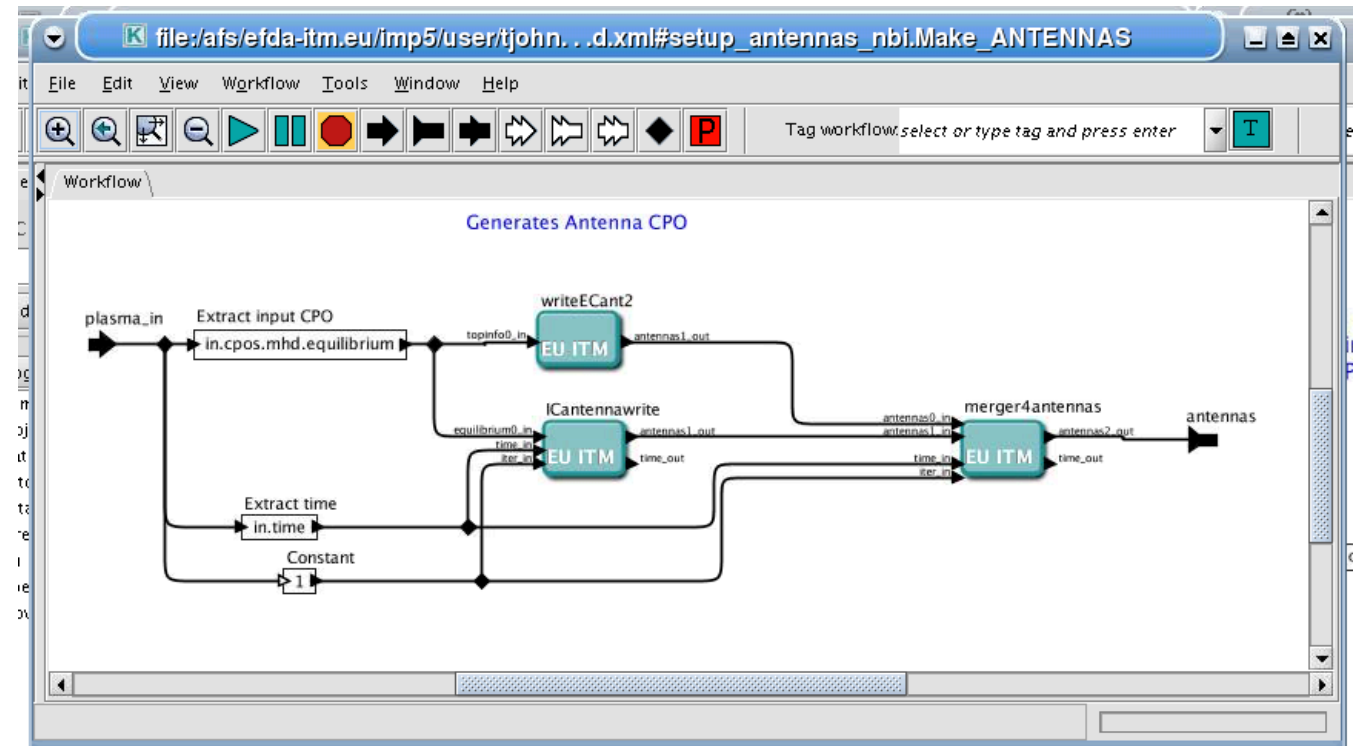 file:/afs/efda-itm.eu/imp5/user/tjohn. . .d.xml#setup_antennas_nbi.Make_ANTENNAS
File Edit View Workflow Tools Window Help
P Tag workflow: select or type tag and press enter T
Workflow
Generates Antenna CPO
writeECant2
plasma_in Extract input CPO
topinfo0_in antennas1_out
in.cpos.mhd.equilibrium
EU ITM
ICantennawrite merger4antennas
antennas
antennas0_in
equilibrium0_in antennas1_out antennas1_in antennas2_out
time_in
iter_in EU ITM time_out time_in EU ITM time_out
iter_in
Extract time
in.time
Constant
1